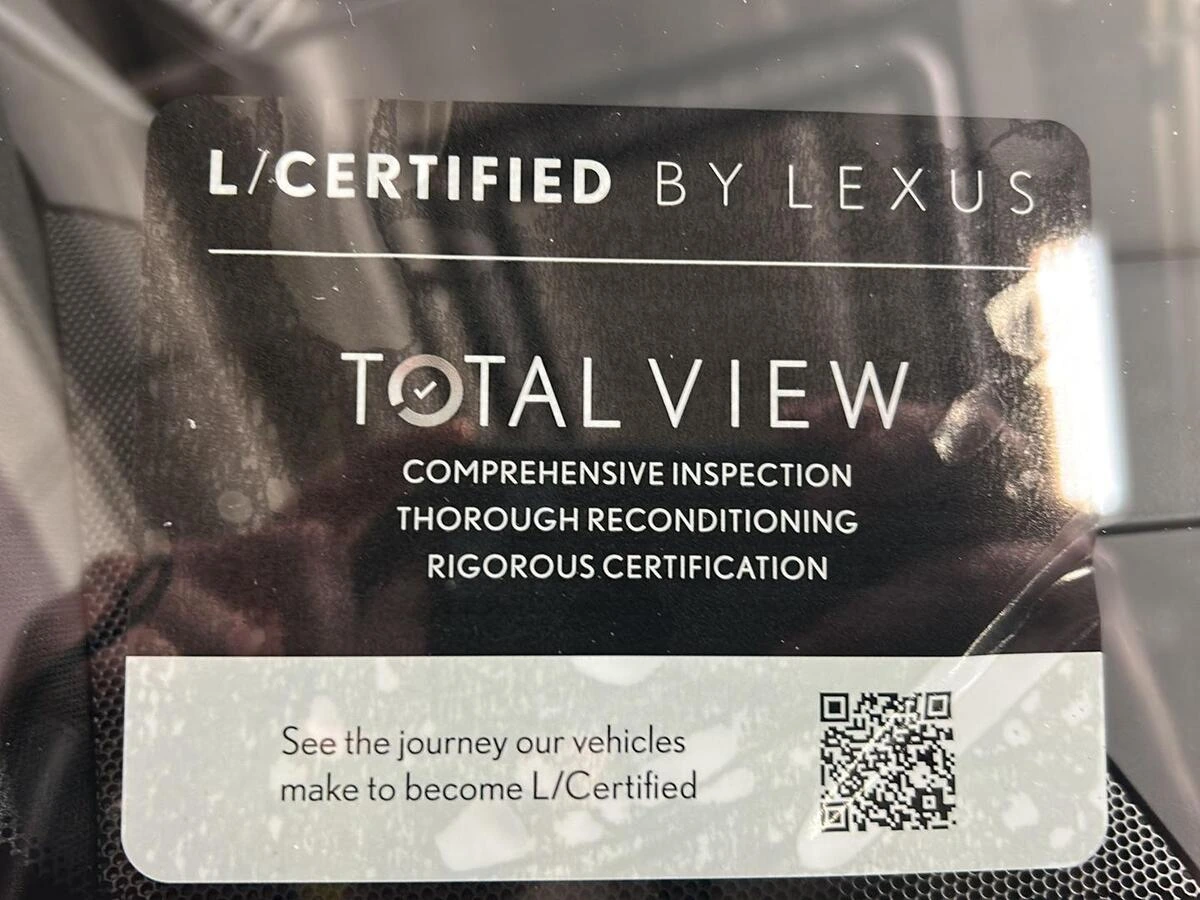 L/CERTIFIED BY LEXUS
TOTAL VIEW
COMPREHENSIVE INSPECTION
THOROUGH RECONDITIONING
RIGOROUS CERTIFICATION
See the journey our vehicles
make to become L/Certified